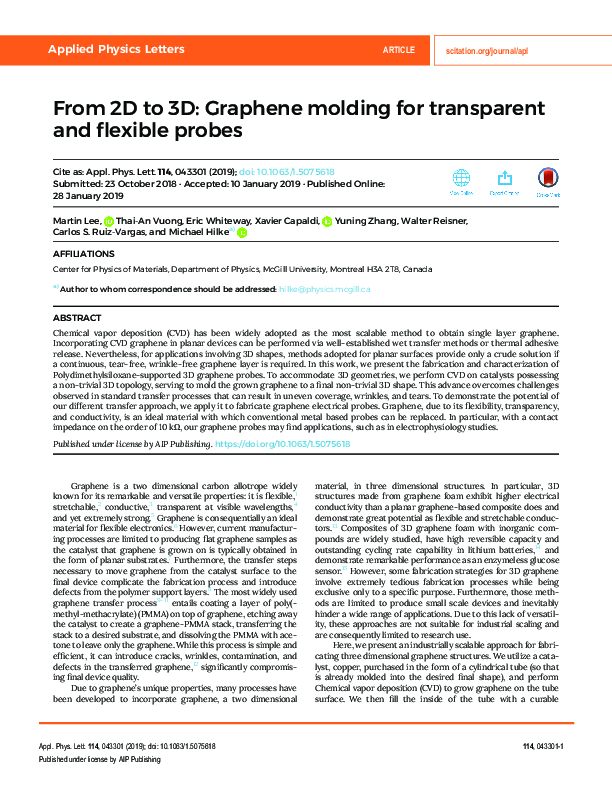 Applied Physics Letters
ARTICLE
scitation.org/journal/apl
From 2D to 3D: Graphene molding for transparent
and flexible probes
Cite as: Appl. Phys. Lett. 114, 043301 (2019); doi: 10.1063/1.5075618
Submitted: 23 October 2018 · Accepted: 10 January 2019 · Published Online:
28 January 2019
View Online
Export Citation
CrossMark
Martin Lee, Thai-An Vuong, Eric Whiteway, Xavier Capaldi, Yuning Zhang, Walter Reisner,
Carlos S. Ruiz-Vargas, and Michael Hilke a)
AFFILIATIONS
Center for Physics of Materials, Department of Physics, McGill University, Montreal H3A 2T8, Canada
a) Author to whom correspondence should be addressed: hilke@physics.mcgill.ca
ABSTRACT
Chemical vapor deposition (CVD) has been widely adopted as the most scalable method to obtain single layer graphene.
Incorporating CVD graphene in planar devices can be performed via well-established wet transfer methods or thermal adhesive
release. Nevertheless, for applications involving 3D shapes, methods adopted for planar surfaces provide only a crude solution if
a continuous, tear-free, wrinkle-free graphene layer is required. In this work, we present the fabrication and characterization of
Polydimethylsiloxane-supported 3D graphene probes. To accommodate 3D geometries, we perform CVD on catalysts possessing
a non-trivial 3D topology, serving to mold the grown graphene to a final non-trivial 3D shape. This advance overcomes challenges
observed in standard transfer processes that can result in uneven coverage, wrinkles, and tears. To demonstrate the potential of
our different transfer approach, we apply it to fabricate graphene electrical probes. Graphene, due to its flexibility, transparency,
and conductivity, is an ideal material with which conventional metal based probes can be replaced. In particular, with a contact
impedance on the order of 10 kΩ, our graphene probes may find applications, such as in electrophysiology studies.
Published under license by AIP Publishing. https://doi.org/10.1063/1.5075618
Graphene is a two dimensional carbon allotrope widely
known for its remarkable and versatile properties: it is flexible,
stretchable, conductive, transparent at visible wavelengths,
and yet extremely strong. Graphene is consequentially an ideal
material for flexible electronics. However, current manufactur-
ing processes are limited to producing flat graphene samples as
the catalyst that graphene is grown on is typically obtained in
the form of planar substrates. Furthermore, the transfer steps
necessary to move graphene from the catalyst surface to the
final device complicate the fabrication process and introduce
defects from the polymer support layers. The most widely used
graphene transfer process entails coating a layer of poly(-
methyl-methacrylate) (PMMA) on top of graphene, etching away
the catalyst to create a graphene-PMMA stack, transferring the
stack to a desired substrate, and dissolving the PMMA with ace-
tone to leave only the graphene. While this process is simple and
efficient, it can introduce cracks, wrinkles, contamination, and
defects in the transferred graphene, significantly compromis-
ing final device quality.
Due to graphene's unique properties, many processes have
been developed to incorporate graphene, a two dimensional
material, in three dimensional structures. In particular, 3D
structures made from graphene foam exhibit higher electrical
conductivity than a planar graphene-based composite does and
demonstrate great potential as flexible and stretchable conduc-
tors. Composites of 3D graphene foam with inorganic com-
pounds are widely studied, have high reversible capacity and
outstanding cycling rate capability in lithium batteries, and
demonstrate remarkable performance as an enzymeless glucose
sensor. However, some fabrication strategies for 3D graphene
involve extremely tedious fabrication processes while being
exclusive only to a specific purpose. Furthermore, those meth-
ods are limited to produce small scale devices and inevitably
hinder a wide range of applications. Due to this lack of versatil-
ity, these approaches are not suitable for industrial scaling and
are consequently limited to research use.
Here, we present an industrially scalable approach for fabri-
cating three dimensional graphene structures. We utilize a cata-
lyst, copper, purchased in the form of a cylindrical tube (so that
is already molded into the desired final shape), and perform
Chemical vapor deposition (CVD) to grow graphene on the tube
surface. We then fill the inside of the tube with a curable
Appl. Phys. Lett. 114, 043301 (2019); doi: 10.1063/1.5075618
114, 043301-1
Published under license by AIP Publishing